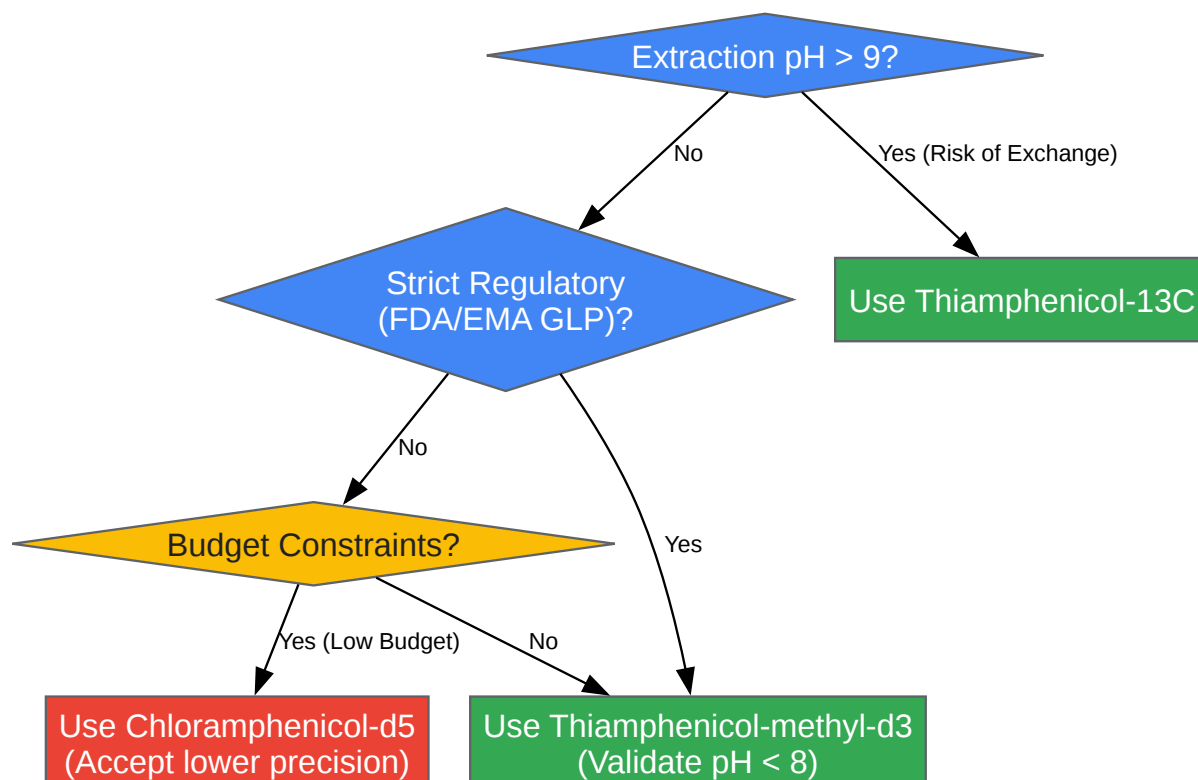 Extraction pH > 9?
No
Yes (Risk of Exchange)
Strict Regulatory
(FDA/EMA GLP)?
Use Thiamphenicol-13C
No
Yes
Budget Constraints?
Yes (Low Budget)
No
Use Chloramphenicol-d5
(Accept lower precision)
Use Thiamphenicol-methyl-d3
(Validate pH < 8)